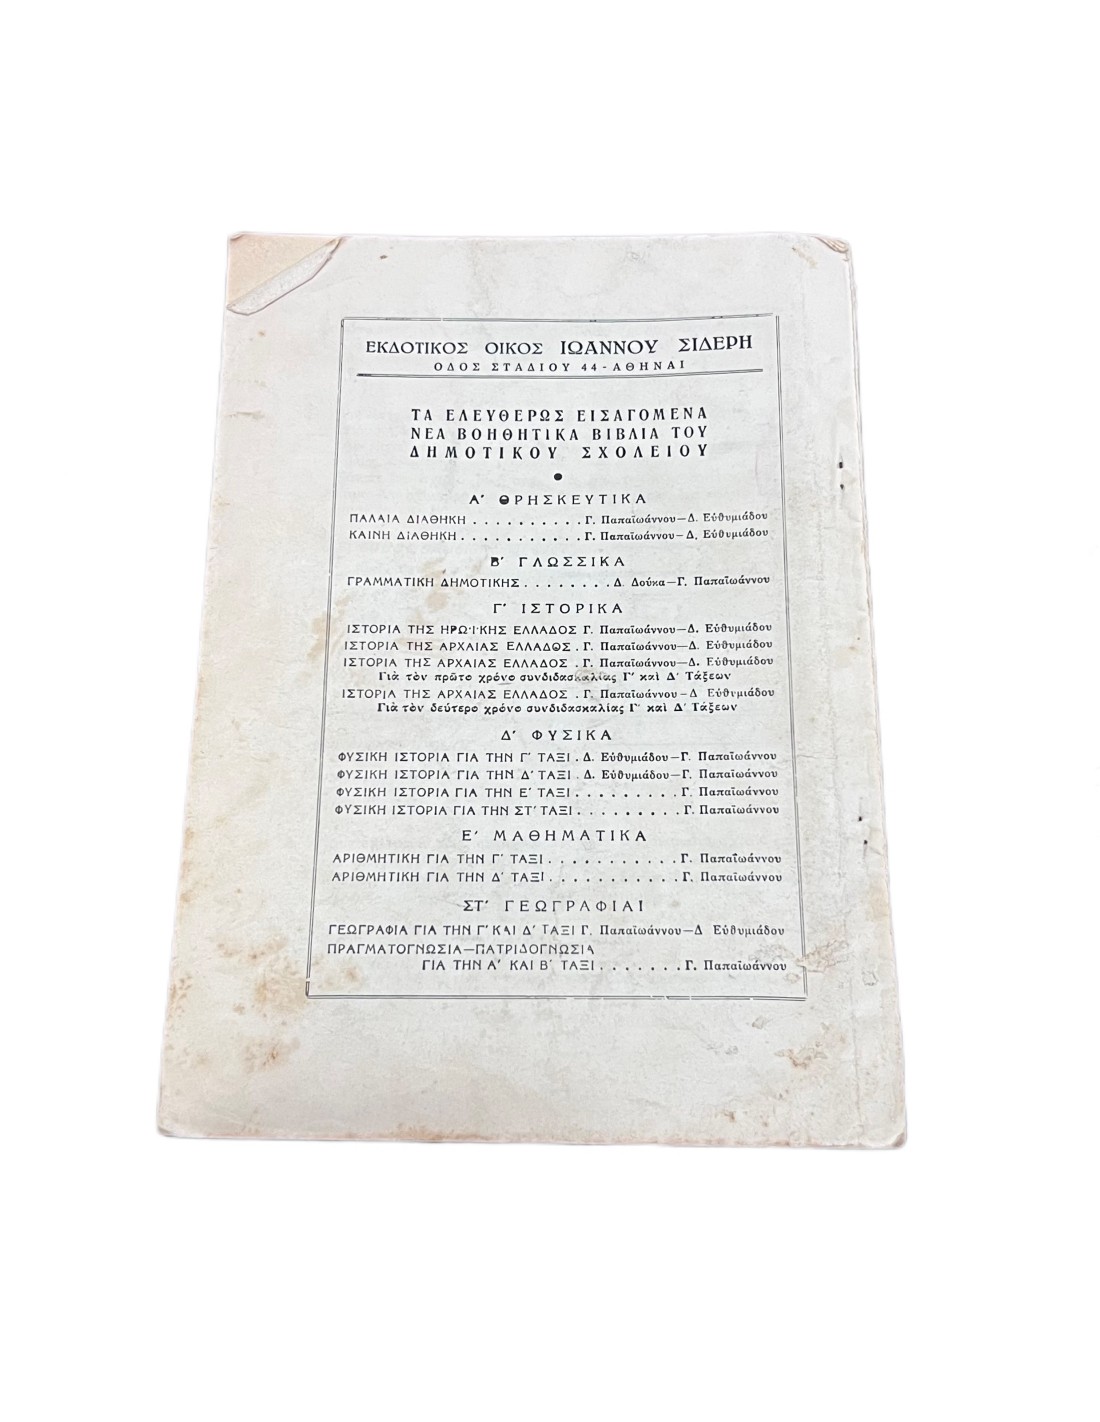 ΕΚΔΟΤΙΚΟΣ ΟΙΚΟΣ ΙΩΑΝΝΟΥ ΣΙΔΕΡΗ
ΟΔΟΣ ΣΤΑΔΙΟΥ 44 - ΑΘΗΝΑΙ
ΤΑ ΕΛΕΥΘΕΡΩΣ ΕΙΣΑΓΟΜΕΝΑ
ΝΕΑ ΒΟΗΘΗΤΙΚΑ ΒΙΒΛΙΑ ΤΟΥ
ΔΗΜΟΤΙΚΟΥ ΣΧΟΛΕΙΟΥ
●
Α' ΘΡΗΣΚΕΥΤΙΚΑ
ΠΑΛΑΙΑ ΔΙΑΘΗΚΗ . . . . . . . . . . Γ. Παπαϊωάννου—Δ. Εὐθυμιάδου
ΚΑΙΝΗ ΔΙΑΘΗΚΗ . . . . . . . . . . . Γ. Παπαϊωάννου—Δ. Εὐθυμιάδου
Β' ΓΛΩΣΣΙΚΑ
ΓΡΑΜΜΑΤΙΚΗ ΔΗΜΟΤΙΚΗΣ . . . . . . . . Δ. Δούκα—Γ. Παπαϊωάννου
Γ' ΙΣΤΟΡΙΚΑ
ΙΣΤΟΡΙΑ ΤΗΣ ΗΡΩ·Ι·ΚΗΣ ΕΛΛΑΔΟΣ Γ. Παπαϊωάννου—Δ. Εὐθυμιάδου
ΙΣΤΟΡΙΑ ΤΗΣ ΑΡΧΑΙΑΣ ΕΛΛΑΔΟΣ . Γ. Παπαϊωάννου—Δ. Εὐθυμιάδου
ΙΣΤΟΡΙΑ ΤΗΣ ΑΡΧΑΙΑΣ ΕΛΛΑΔΟΣ . Γ. Παπαϊωάννου—Δ. Εὐθυμιάδου
Γιὰ τὸν πρῶτο χρόνο συνδιδασκαλίας Γ' καὶ Δ' Τάξεων
ΙΣΤΟΡΙΑ ΤΗΣ ΑΡΧΑΙΑΣ ΕΛΛΑΔΟΣ . Γ. Παπαϊωάννου - Δ Εὐθυμιάδου
Γιὰ τὸν δεύτερο χρόνο συνδιδασκαλίας Γ' καὶ Δ' Τάξεων
Δ' ΦΥΣΙΚΑ
ΦΥΣΙΚΗ ΙΣΤΟΡΙΑ ΓΙΑ ΤΗΝ Γ' ΤΑΞΙ . Δ. Εὐθυμιάδου—Γ. Παπαϊωάννου
ΦΥΣΙΚΗ ΙΣΤΟΡΙΑ ΓΙΑ ΤΗΝ Δ' ΤΑΞΙ . Δ. Εὐθυμιάδου—Γ. Παπαϊωάννου
ΦΥΣΙΚΗ ΙΣΤΟΡΙΑ ΓΙΑ ΤΗΝ Ε' ΤΑΞΙ . . . . . . . . . Γ. Παπαϊωάννου
ΦΥΣΙΚΗ ΙΣΤΟΡΙΑ ΓΙΑ ΤΗΝ ΣΤ' ΤΑΞΙ . . . . . . . . . Γ. Παπαϊωάννου
Ε' ΜΑΘΗΜΑΤΙΚΑ
ΑΡΙΘΜΗΤΙΚΗ ΓΙΑ ΤΗΝ Γ' ΤΑΞΙ . . . . . . . . . . . Γ. Παπαϊωάννου
ΑΡΙΘΜΗΤΙΚΗ ΓΙΑ ΤΗΝ Δ' ΤΑΞΙ . . . . . . . . . . . Γ. Παπαϊωάννου
ΣΤ' ΓΕΩΓΡΑΦΙΑΙ
ΓΕΩΓΡΑΦΙΑ ΓΙΑ ΤΗΝ Γ' ΚΑΙ Δ' ΤΑΞΙ Γ. Παπαϊωάννου—Δ Εὐθυμιάδου
ΠΡΑΓΜΑΤΟΓΝΩΣΙΑ—ΠΑΤΡΙΔΟΓΝΩΣΙΑ
ΓΙΑ ΤΗΝ Α' ΚΑΙ Β' ΤΑΞΙ . . . . . . . Γ. Παπαϊωάννου